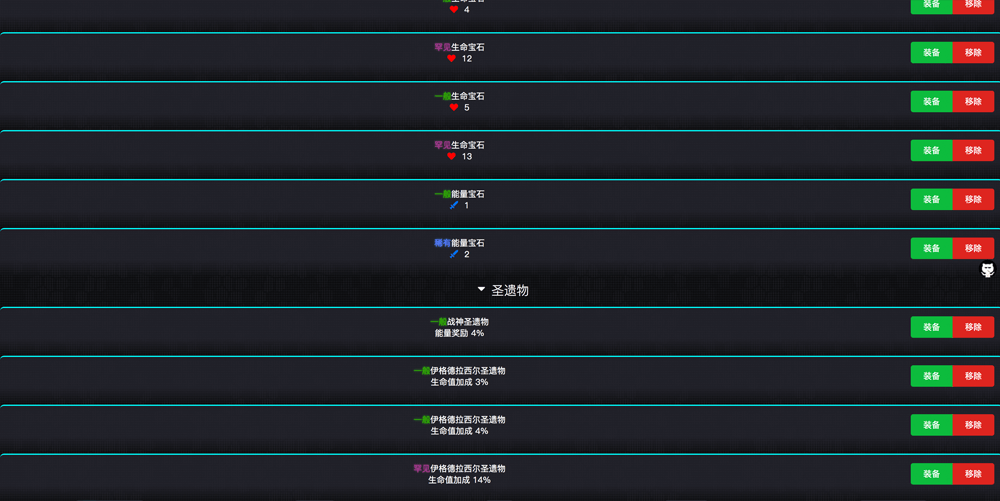 一般生命宝石
4
装备 移除
罕见生命宝石
12
装备 移除
一般生命宝石
5
装备 移除
罕见生命宝石
13
装备 移除
一般能量宝石
1
装备 移除
稀有能量宝石
2
装备 移除
圣遗物
一般战神圣遗物
能量奖励 4%
装备 移除
一般伊格德拉西尔圣遗物
生命值加成 3%
装备 移除
一般伊格德拉西尔圣遗物
生命值加成 4%
装备 移除
罕见伊格德拉西尔圣遗物
生命值加成 14%
装备 移除